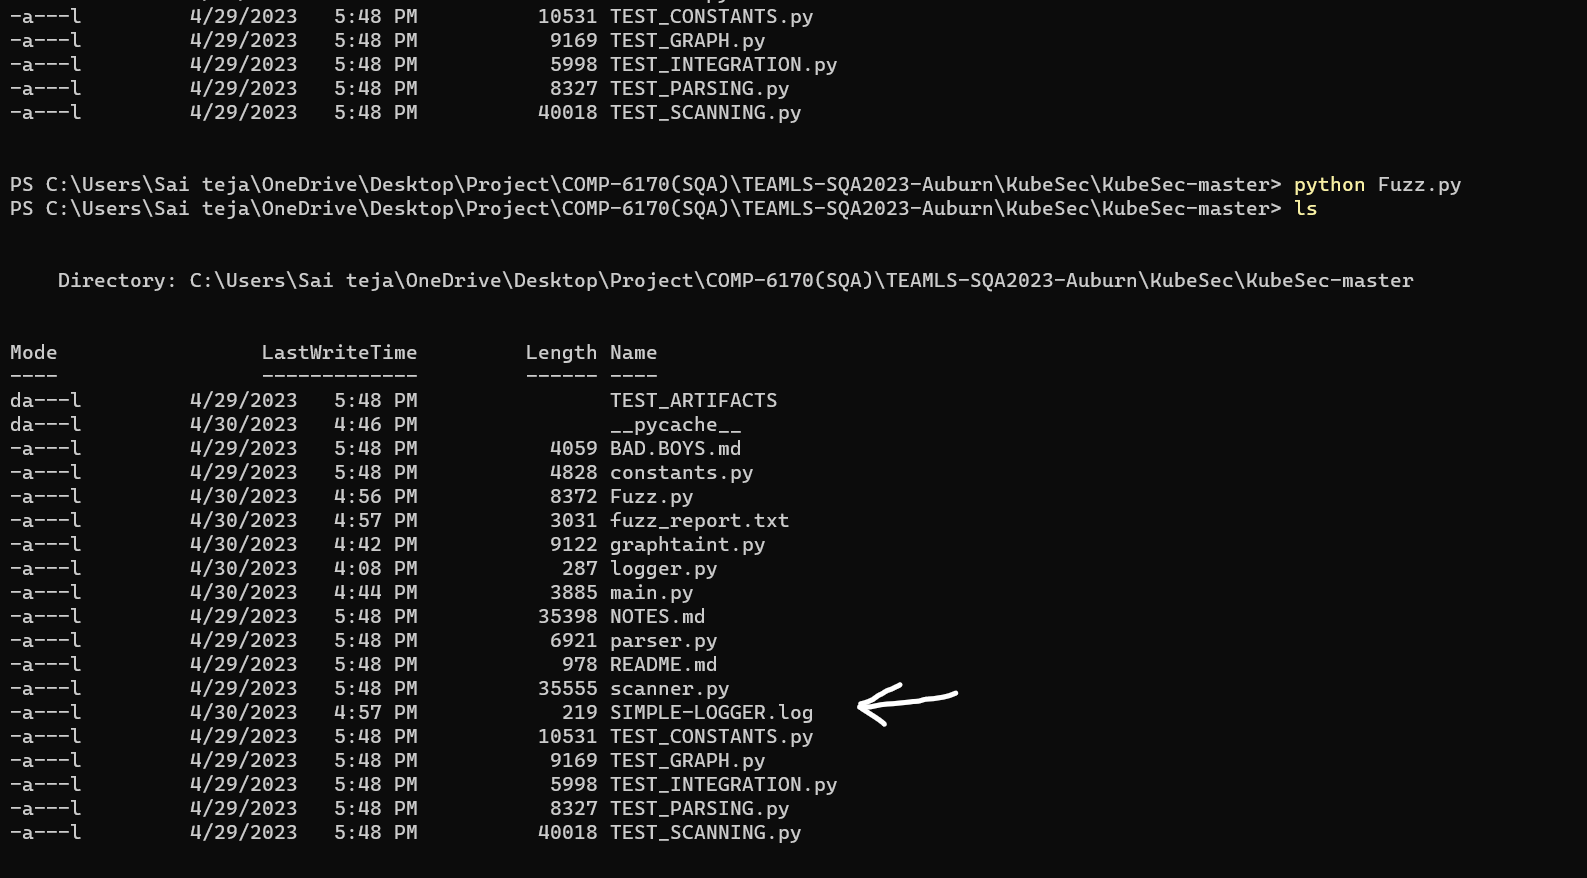 -a---l         4/29/2023   5:48 PM          10531 TEST_CONSTANTS.py
-a---l         4/29/2023   5:48 PM           9169 TEST_GRAPH.py
-a---l         4/29/2023   5:48 PM           5998 TEST_INTEGRATION.py
-a---l         4/29/2023   5:48 PM           8327 TEST_PARSING.py
-a---l         4/29/2023   5:48 PM          40018 TEST_SCANNING.py
PS C:\Users\Sai teja\OneDrive\Desktop\Project\COMP-6170(SQA)\TEAMLS-SQA2023-Auburn\KubeSec\KubeSec-master> python Fuzz.py
PS C:\Users\Sai teja\OneDrive\Desktop\Project\COMP-6170(SQA)\TEAMLS-SQA2023-Auburn\KubeSec\KubeSec-master> ls
    Directory: C:\Users\Sai teja\OneDrive\Desktop\Project\COMP-6170(SQA)\TEAMLS-SQA2023-Auburn\KubeSec\KubeSec-master
Mode                 LastWriteTime         Length Name
----                 -------------         ------ ----
da---l         4/29/2023   5:48 PM                TEST_ARTIFACTS
da---l         4/30/2023   4:46 PM                __pycache__
-a---l         4/29/2023   5:48 PM           4059 BAD.BOYS.md
-a---l         4/29/2023   5:48 PM           4828 constants.py
-a---l         4/30/2023   4:56 PM           8372 Fuzz.py
-a---l         4/30/2023   4:57 PM           3031 fuzz_report.txt
-a---l         4/30/2023   4:42 PM           9122 graphtaint.py
-a---l         4/30/2023   4:08 PM            287 logger.py
-a---l         4/30/2023   4:44 PM           3885 main.py
-a---l         4/29/2023   5:48 PM          35398 NOTES.md
-a---l         4/29/2023   5:48 PM           6921 parser.py
-a---l         4/29/2023   5:48 PM            978 README.md
-a---l         4/29/2023   5:48 PM          35555 scanner.py
-a---l         4/30/2023   4:57 PM            219 SIMPLE-LOGGER.log
-a---l         4/29/2023   5:48 PM          10531 TEST_CONSTANTS.py
-a---l         4/29/2023   5:48 PM           9169 TEST_GRAPH.py
-a---l         4/29/2023   5:48 PM           5998 TEST_INTEGRATION.py
-a---l         4/29/2023   5:48 PM           8327 TEST_PARSING.py
-a---l         4/29/2023   5:48 PM          40018 TEST_SCANNING.py